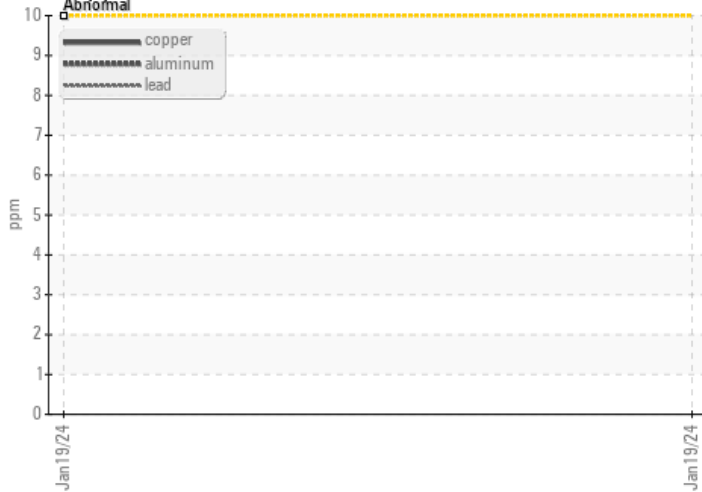 Abnormal
10
9
8
7
6
5
4
3
2
1
0
ppm
copper
aluminum
lead
Jan19/24
Jan19/24